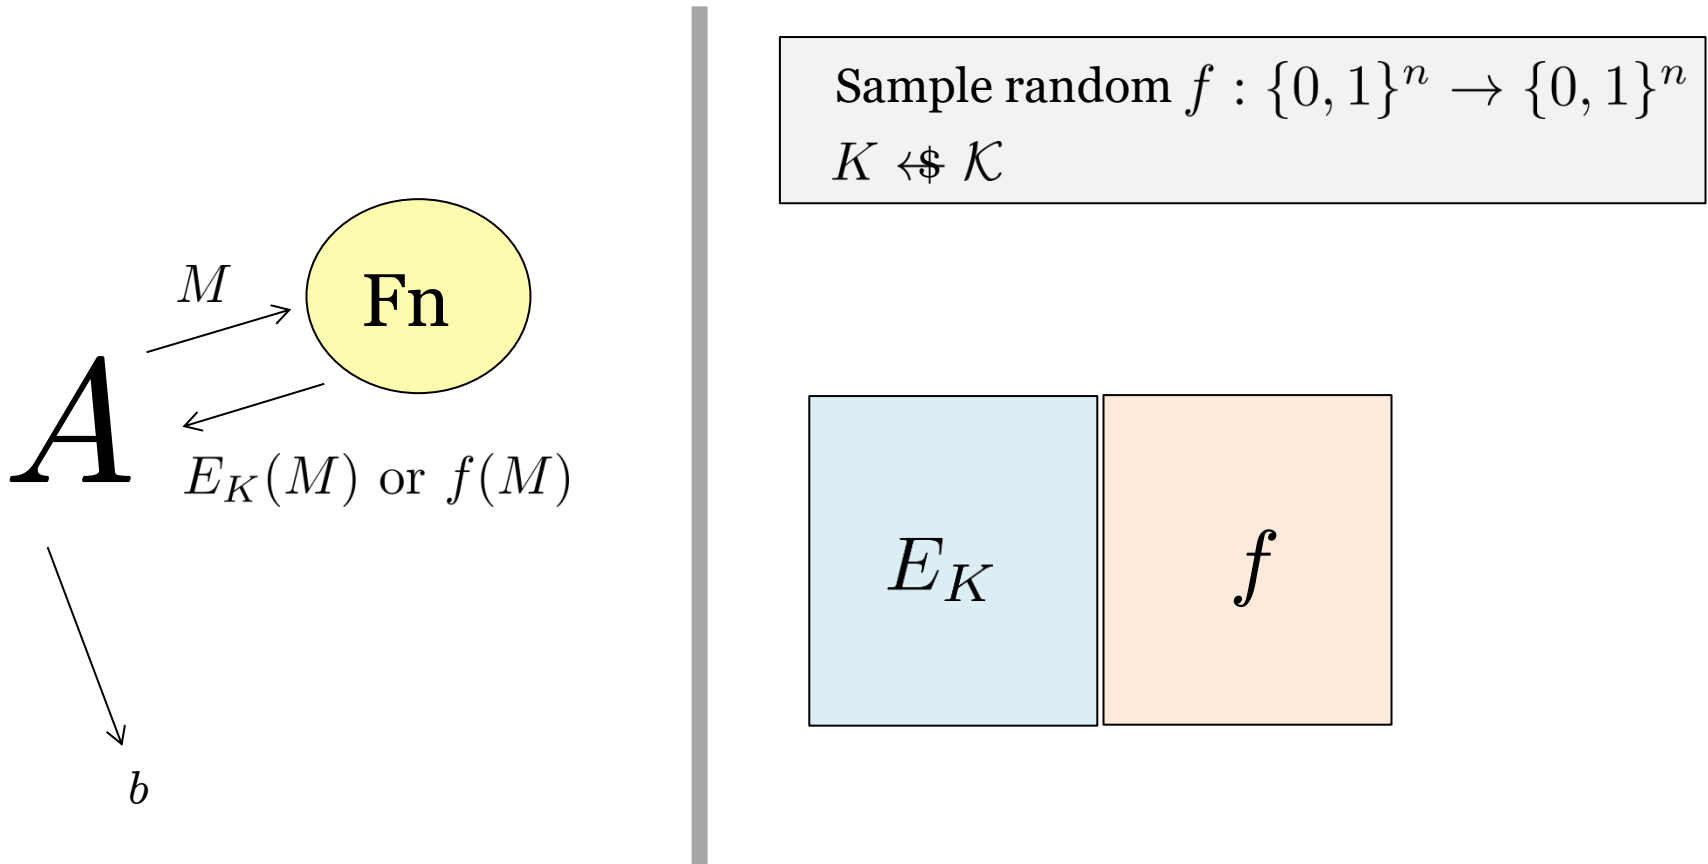 M
Fn
A
E_K(M) or f(M)
b
Sample random f : {0, 1}^n → {0, 1}^n
K ←$ 𝒦
E_K
f